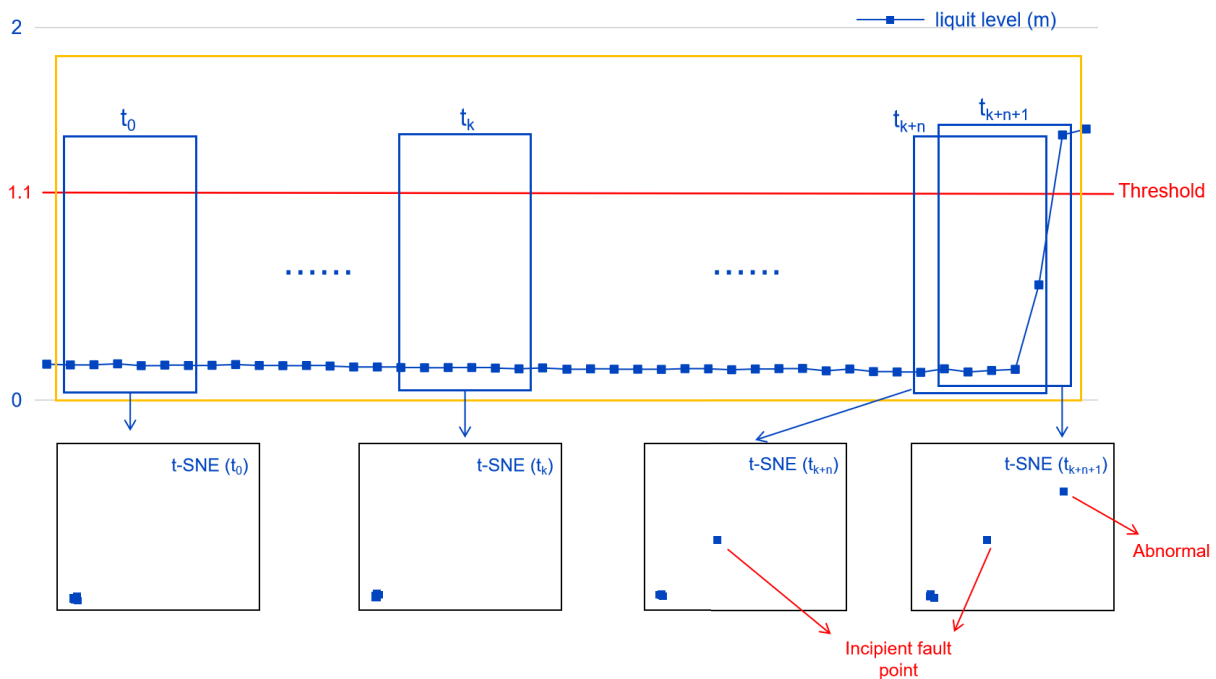 2
liquit level (m)
t₀
tₖ
tₖ₊ₙ
tₖ₊ₙ₊₁
1.1
Threshold
......
......
0
t-SNE (t₀)
t-SNE (tₖ)
t-SNE (tₖ₊ₙ)
t-SNE (tₖ₊ₙ₊₁)
Abnormal
Incipient fault
point